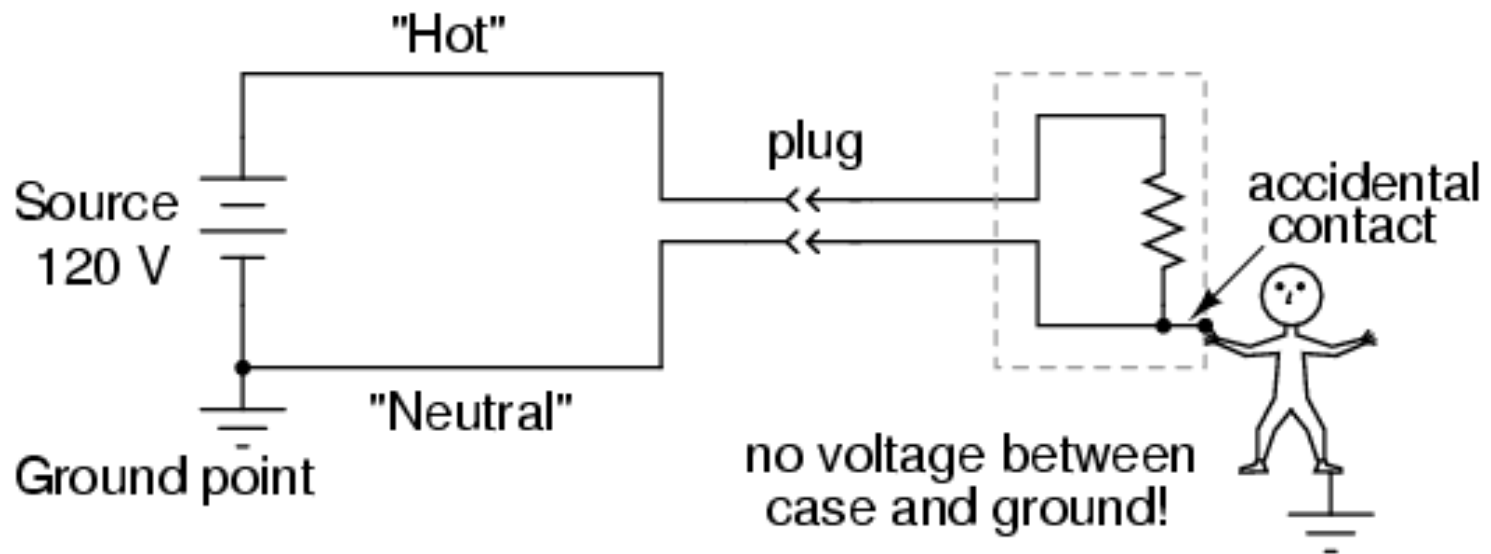 "Hot"
plug
Source
120 V
accidental
contact
"Neutral"
Ground point
no voltage between
case and ground!